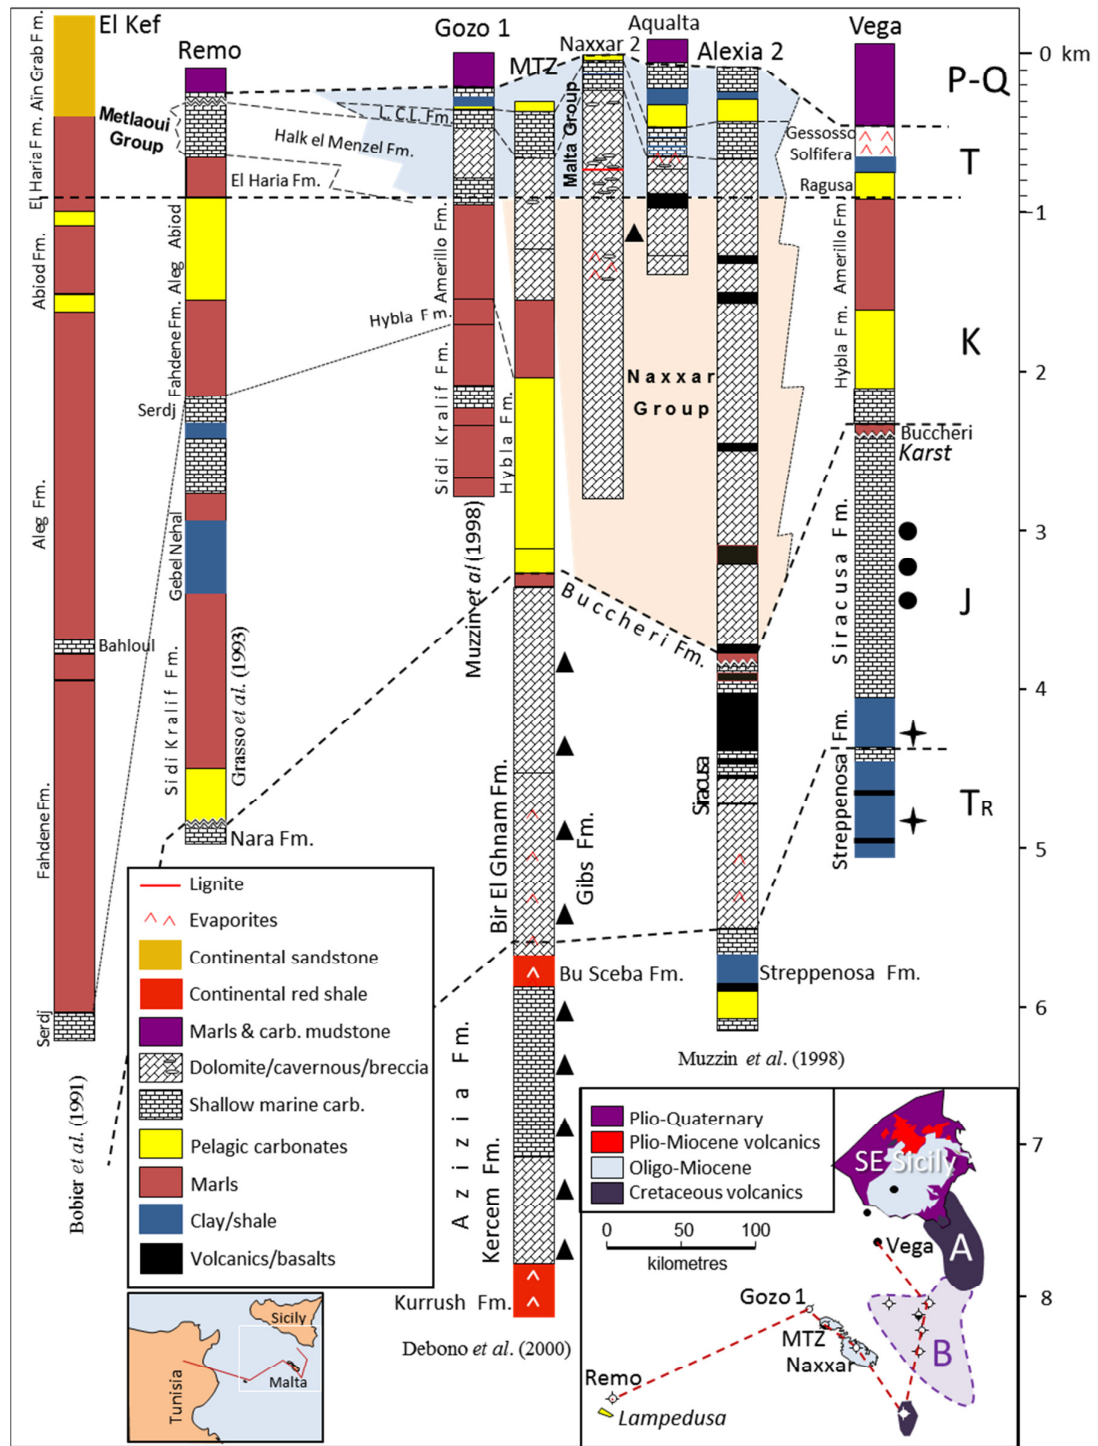 El Kef
Remo
Gozo 1
MTZ
Naxxar 2
Aqualta
Alexia 2
Vega
0 km
1
2
3
4
5
6
7
8
P-Q
T
K
J
TR
El Haria Fm. Ain Grab Fm.
Abiod Fm.
Aleg Fm.
Bahloul
Fahdene Fm.
Serdj
Bobier et al. (1991)
Metlaoui
Group
Halk el Menzel Fm.
El Haria Fm.
L. C.L. Fm.
Aleg Abiod
Fahdene Fm.
Serdj
Gebel Nehal
Sidi Kralif Fm.
Grasso et al. (1993)
Nara Fm.
Amerillo Fm.
Hybla Fm.
Sidi Kralif Fm.
Muzzin et al (1998)
Hybla Fm.
Buccheri Fm.
Bir El Ghnam Fm.
Gibs Fm.
Bu Sceba Fm.
Azizia Fm.
Kercem Fm.
Kurrush Fm.
Debono et al. (2000)
Malta Group
Naxxar
Group
Siracusa
Streppenosa Fm.
Muzzin et al. (1998)
Gessoso
Solfifera
Ragusa
Amerillo Fm
Hybla Fm.
Buccheri
Karst
Siracusa Fm.
Streppenosa Fm.
Lignite
Evaporites
Continental sandstone
Continental red shale
Marls & carb. mudstone
Dolomite/cavernous/breccia
Shallow marine carb.
Pelagic carbonates
Marls
Clay/shale
Volcanics/basalts
Tunisia
Sicily
Malta
Plio-Quaternary
Plio-Miocene volcanics
Oligo-Miocene
Cretaceous volcanics
0 50 100
kilometres
SE Sicily
Vega
A
B
Gozo 1
MTZ
Naxxar
Remo
Lampedusa